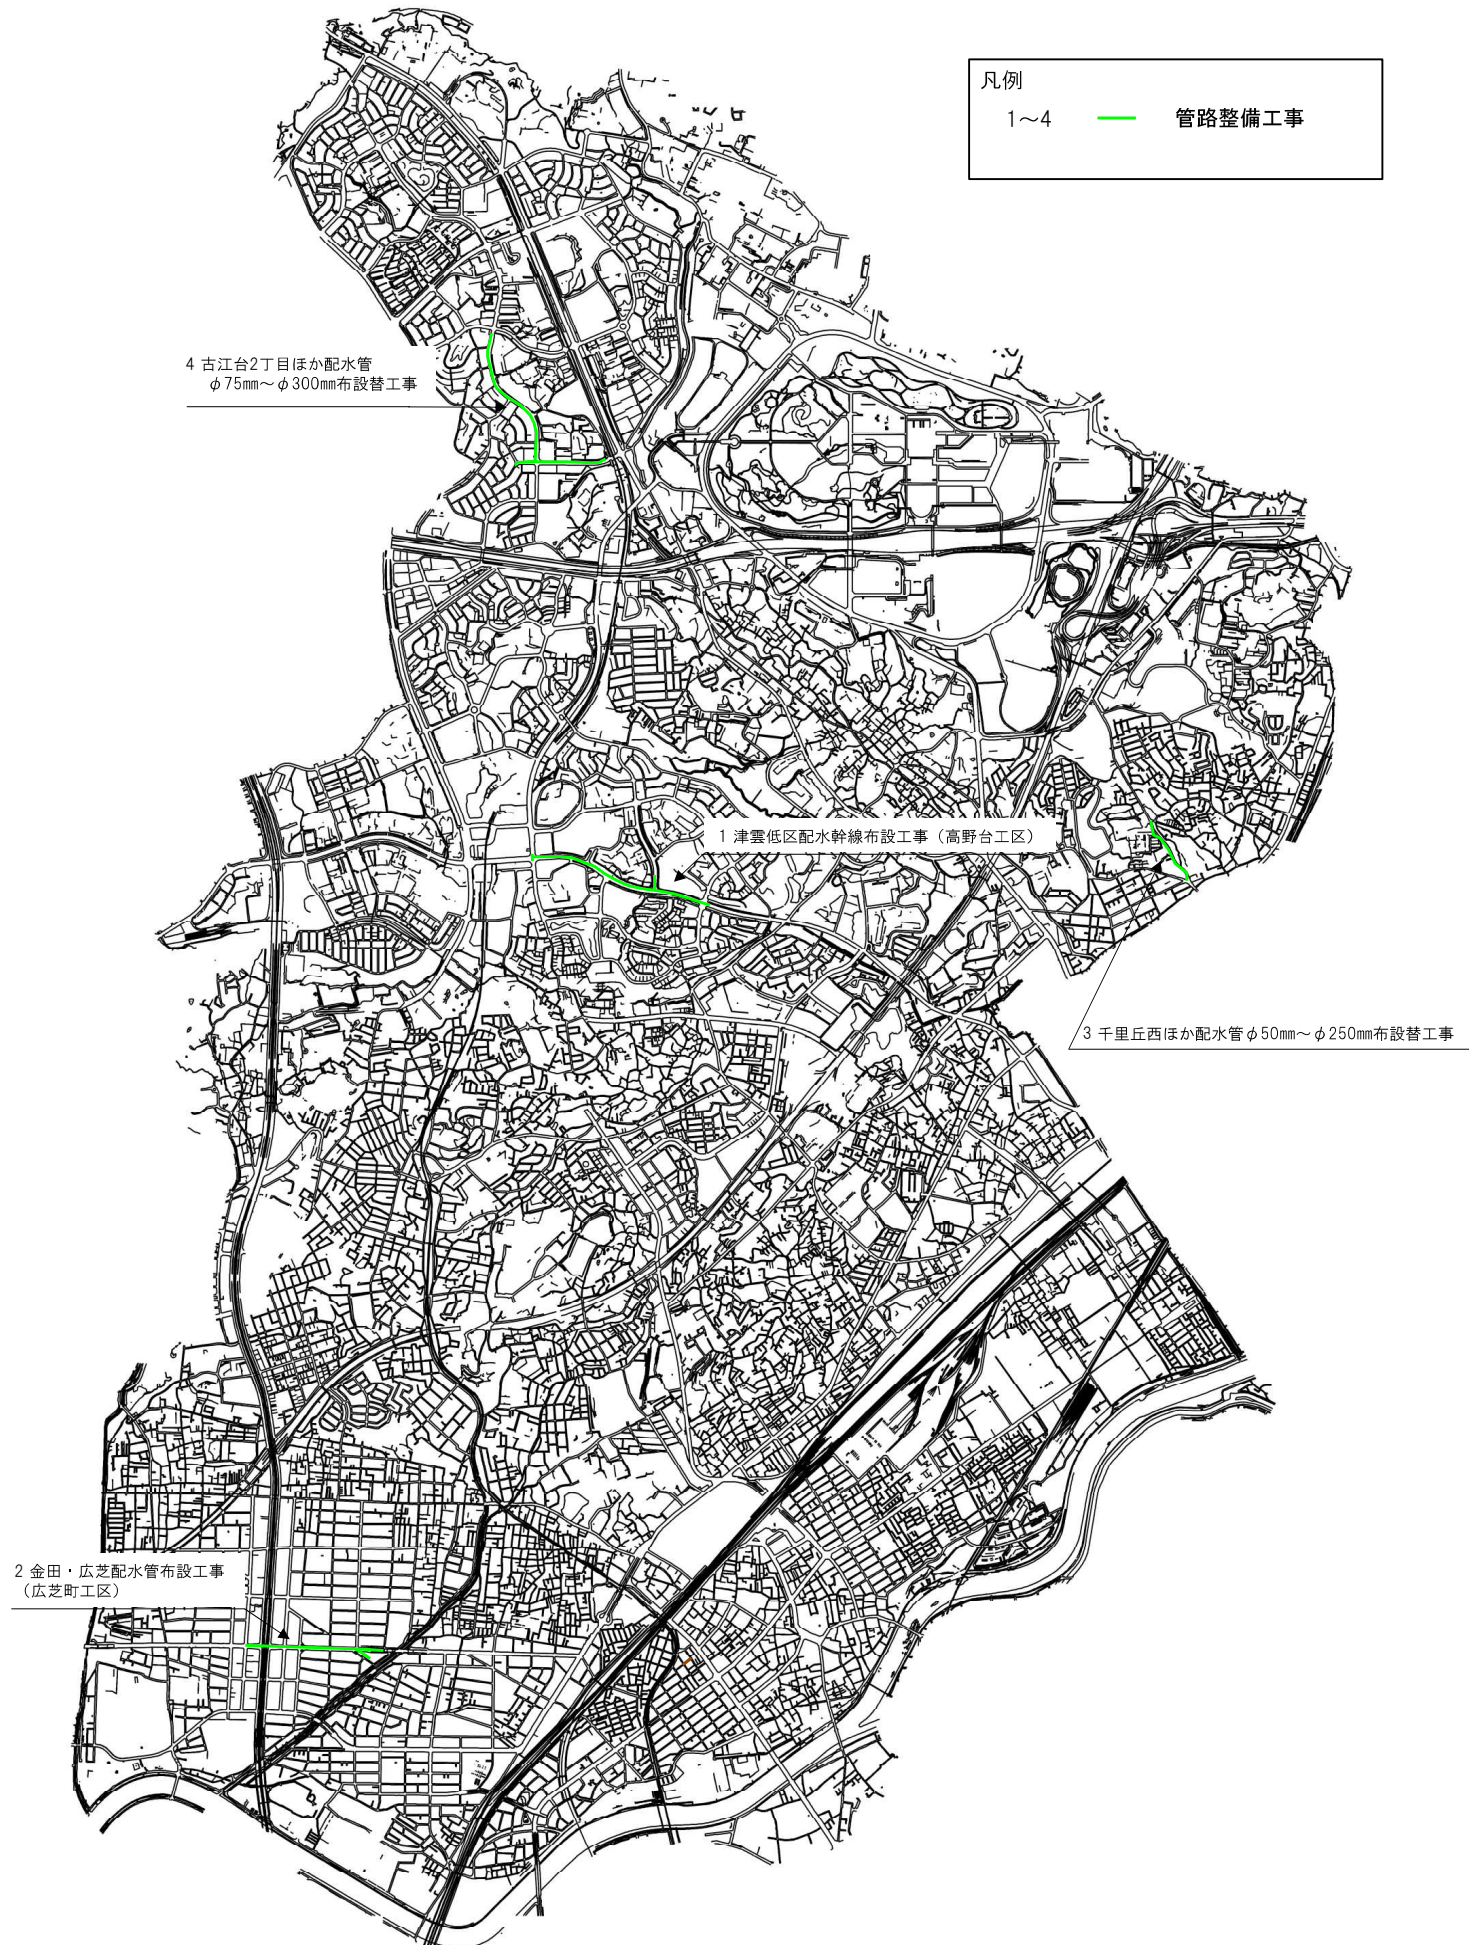 凡例
1～4 管路整備工事
4 古江台2丁目ほか配水管
φ75㎜～φ300㎜布設替工事
1 津雲低区配水幹線布設工事（高野台工区）
3 千里丘西ほか配水管φ50㎜～φ250㎜布設替工事
2 金田・広芝配水管布設工事
（広芝町工区）